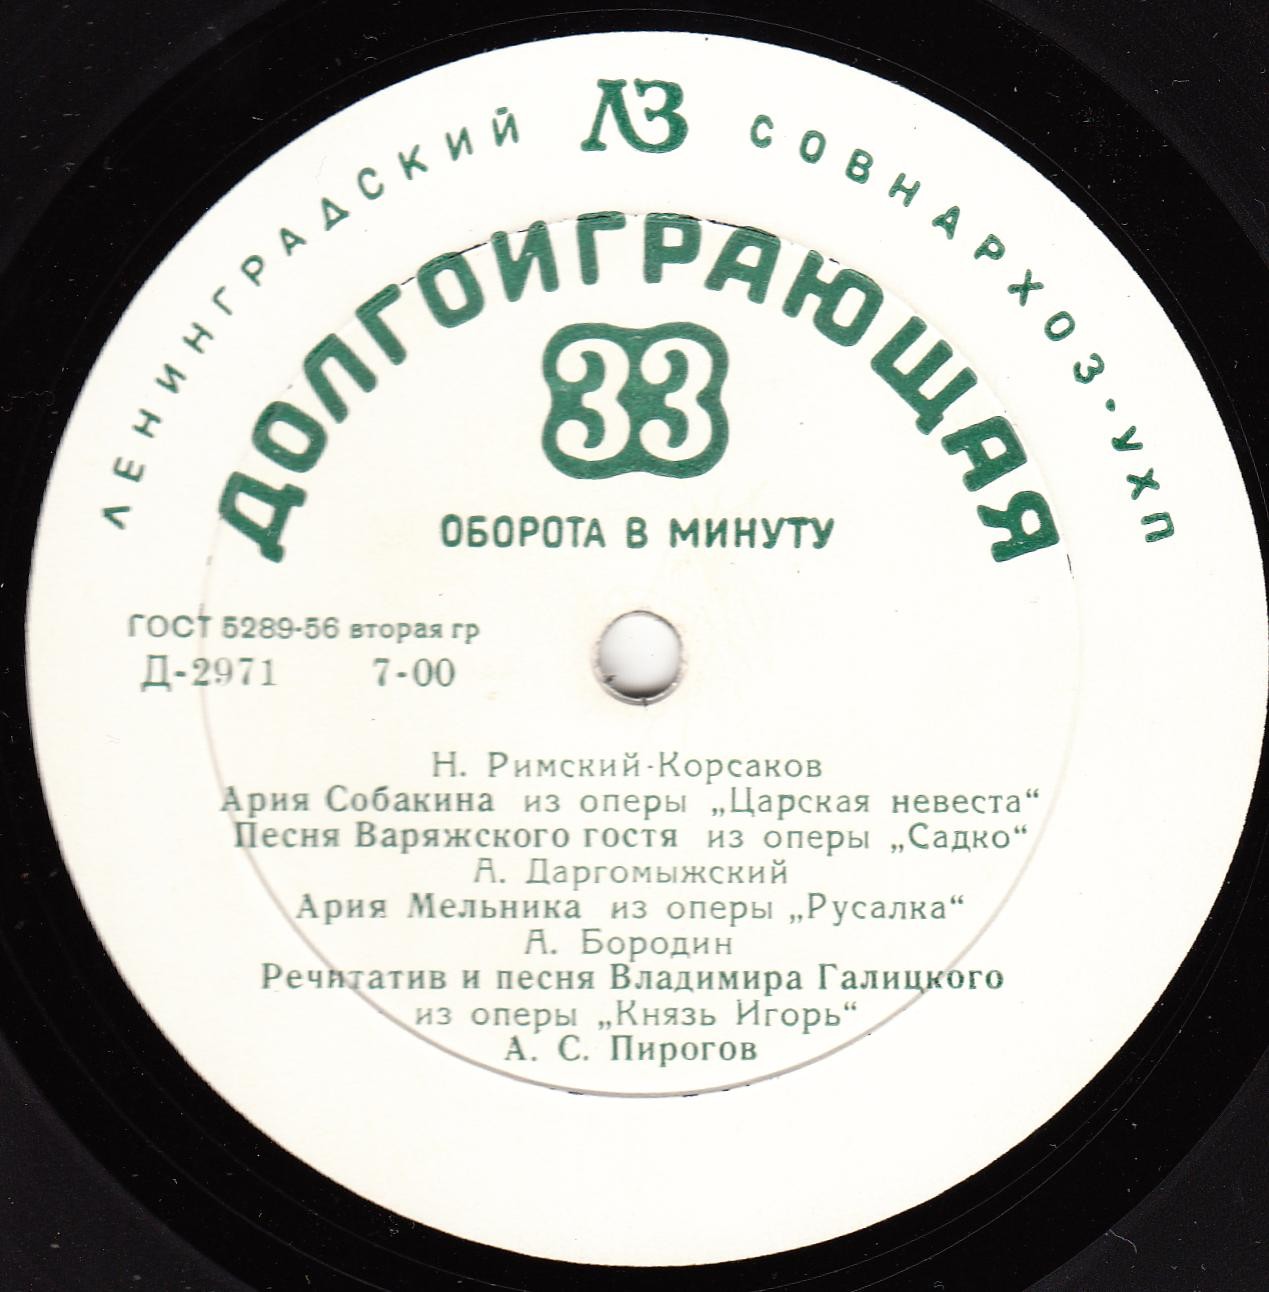 ЛЕНИНГРАДСКИЙ ЛЗ СОВНАРХОЗ · УХП
ДОЛГОИГРАЮЩАЯ
33
ОБОРОТА В МИНУТУ
ГОСТ 5289-56 вторая гр
Д-2971 7-00
Н. Римский-Корсаков
Ария Собакина из оперы „Царская невеста“
Песня Варяжского гостя из оперы „Садко“
А. Даргомыжский
Ария Мельника из оперы „Русалка“
А. Бородин
Речитатив и песня Владимира Галицкого
из оперы „Князь Игорь“
А. С. Пирогов